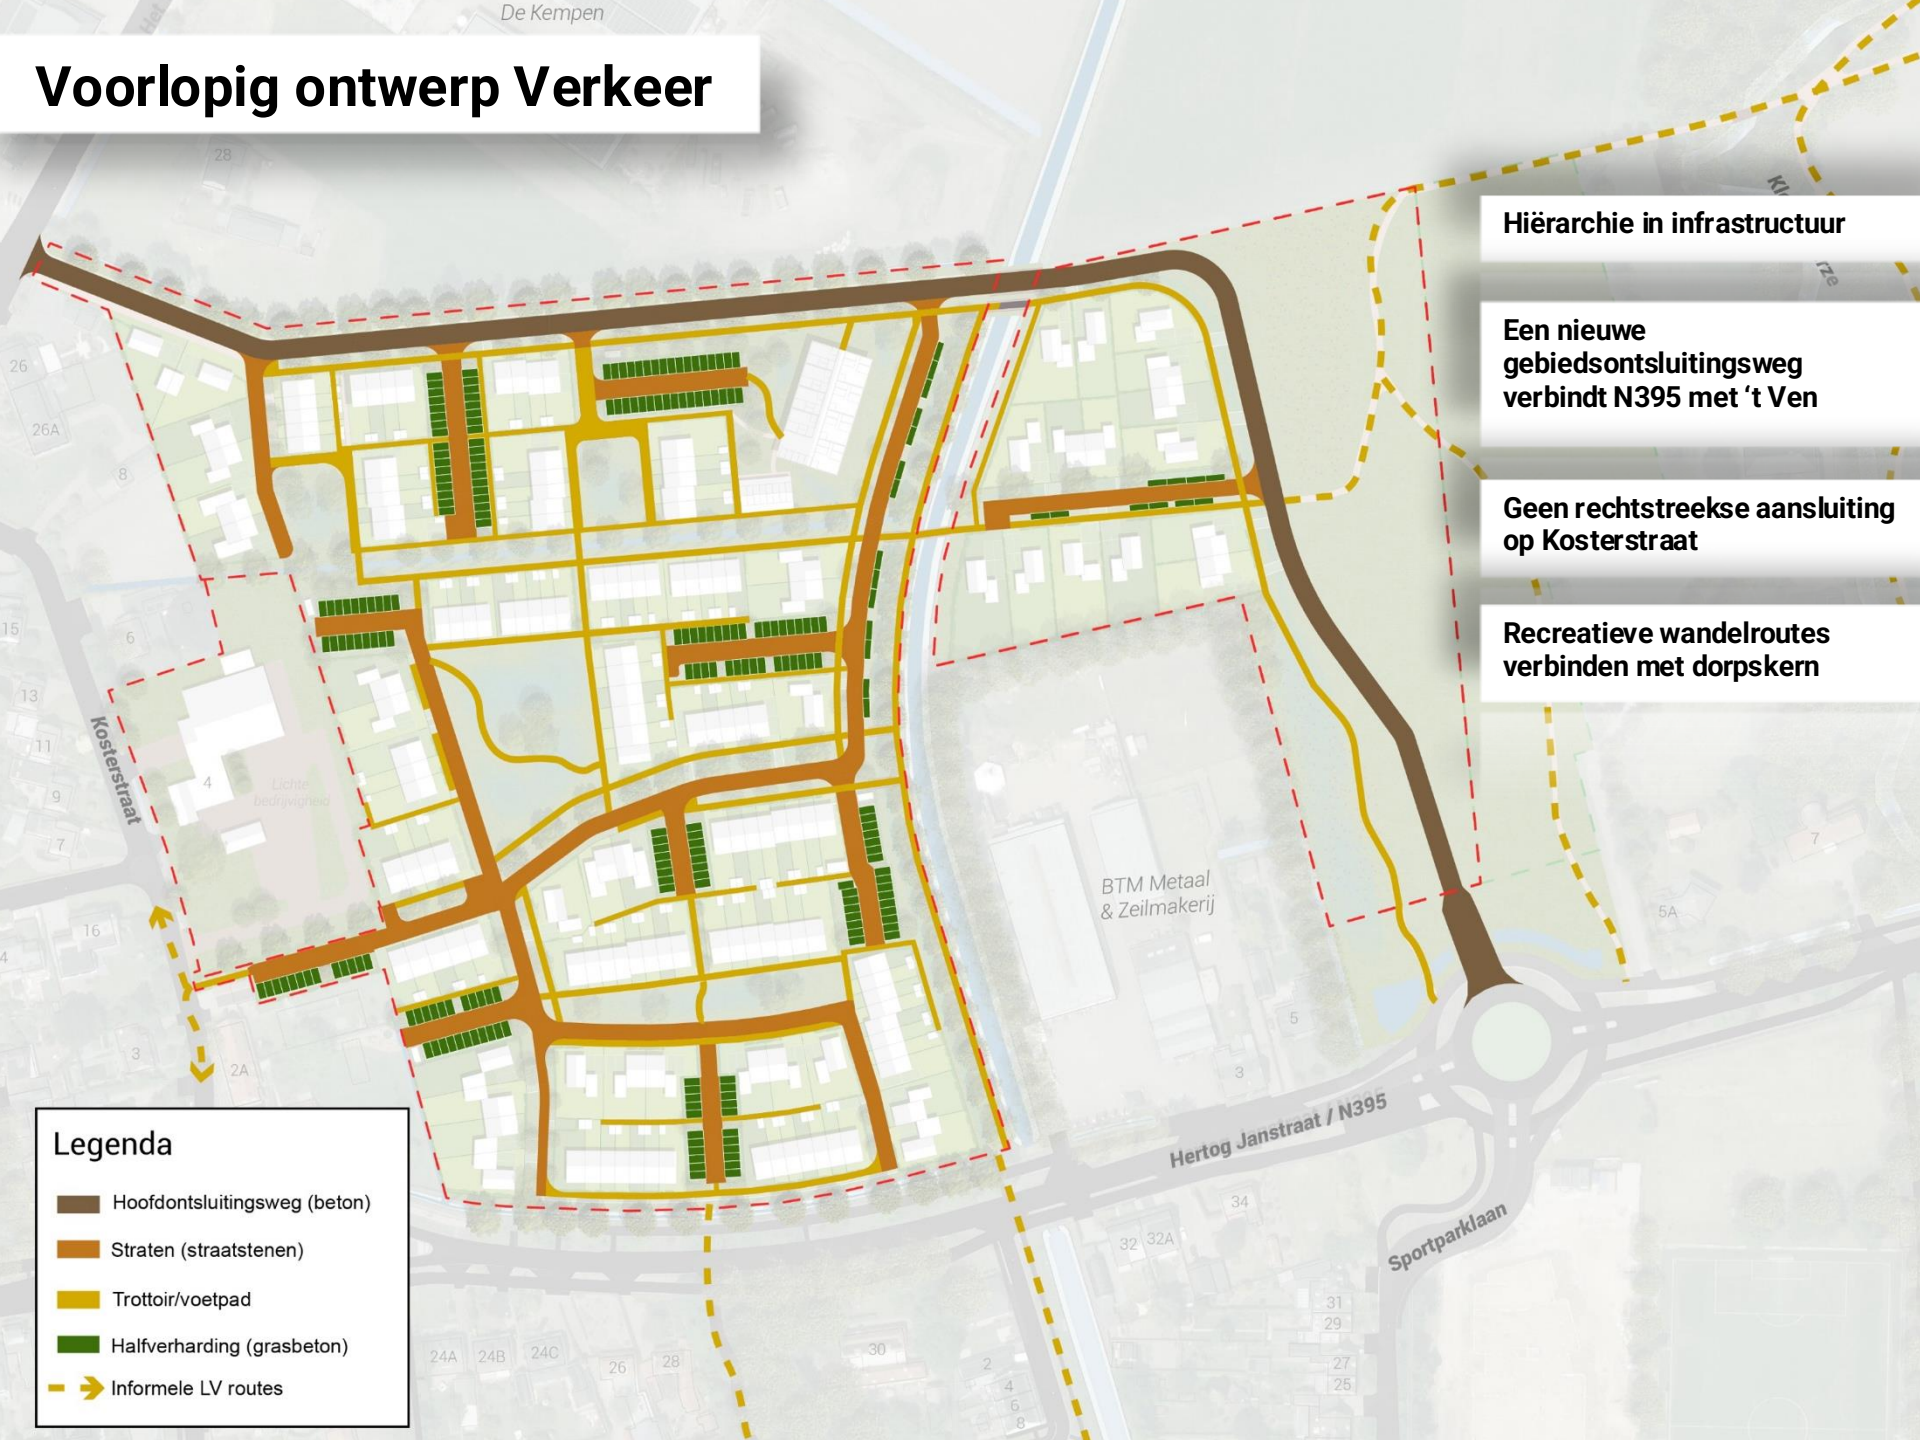 De Kempen
Voorlopig ontwerp Verkeer
Het
28
Hiërarchie in infrastructuur
Een nieuwe
gebiedsontsluitingsweg
verbindt N395 met ‘t Ven
Geen rechtstreekse aansluiting
op Kosterstraat
Recreatieve wandelroutes
verbinden met dorpskern
26
26A
8
15
6
13
11
9
7
4
Kosterstraat
Lichte
bedrijvigheid
4
16
3
2A
BTM Metaal
& Zeilmakerij
7
5A
5
3
Hertog Janstraat / N395
Sportparklaan
34
32
32A
31
29
27
25
30
2
4
6
8
24A
24B
24C
26
28
Legenda
Hoofdontsluitingsweg (beton)
Straten (straatstenen)
Trottoir/voetpad
Halfverharding (grasbeton)
Informele LV routes